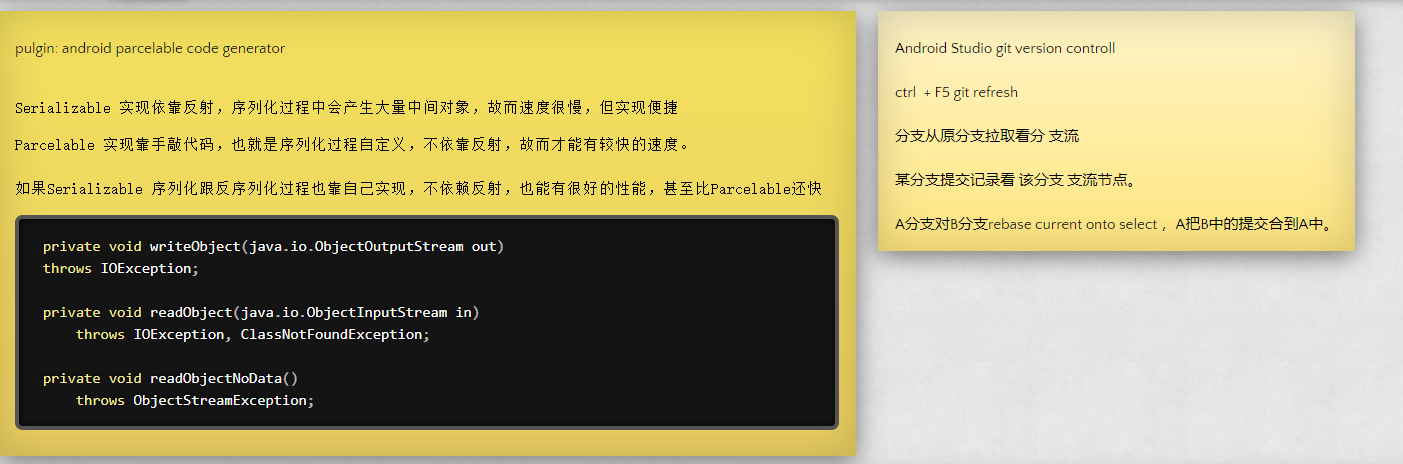 pulgin: android parcelable code generator
Serializable 实现依靠反射，序列化过程中会产生大量中间对象，故而速度很慢，但实现便捷
Parcelable 实现靠手敲代码，也就是序列化过程自定义，不依靠反射，故而才能有较快的速度。
如果Serializable 序列化跟反序列化过程也靠自己实现，不依赖反射，也能有很好的性能，甚至比Parcelable还快
private void writeObject(java.io.ObjectOutputStream out)
throws IOException;
private void readObject(java.io.ObjectInputStream in)
    throws IOException, ClassNotFoundException;
private void readObjectNoData()
    throws ObjectStreamException;
Android Studio git version controll
ctrl  + F5 git refresh
分支从原分支拉取看分 支流
某分支提交记录看 该分支 支流节点。
A分支对B分支rebase current onto select ，A把B中的提交合到A中。